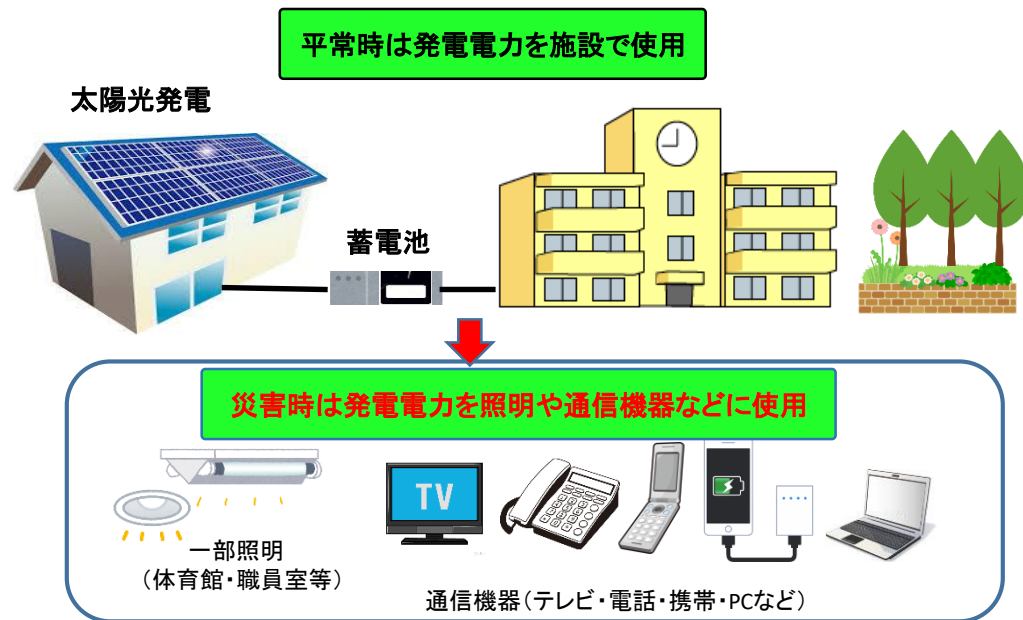 平常時は発電電力を施設で使用
太陽光発電
蓄電池
災害時は発電電力を照明や通信機器などに使用
TV
一部照明
（体育館・職員室等）
通信機器（テレビ・電話・携帯・PCなど）